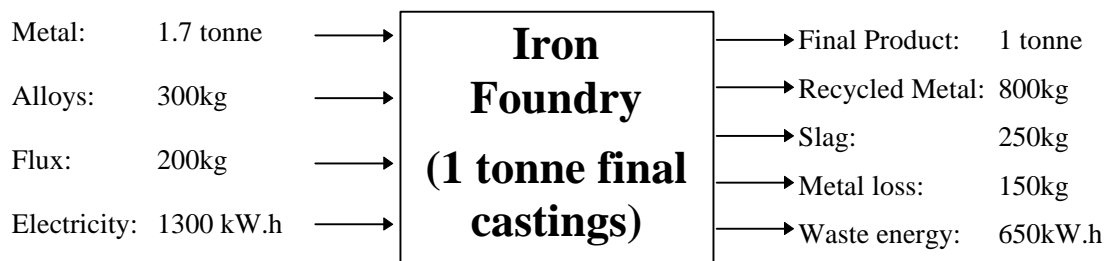 Metal: 1.7 tonne
Alloys: 300kg
Flux: 200kg
Electricity: 1300 kW.h
Iron
Foundry
(1 tonne final
castings)
Final Product: 1 tonne
Recycled Metal: 800kg
Slag: 250kg
Metal loss: 150kg
Waste energy: 650kW.h